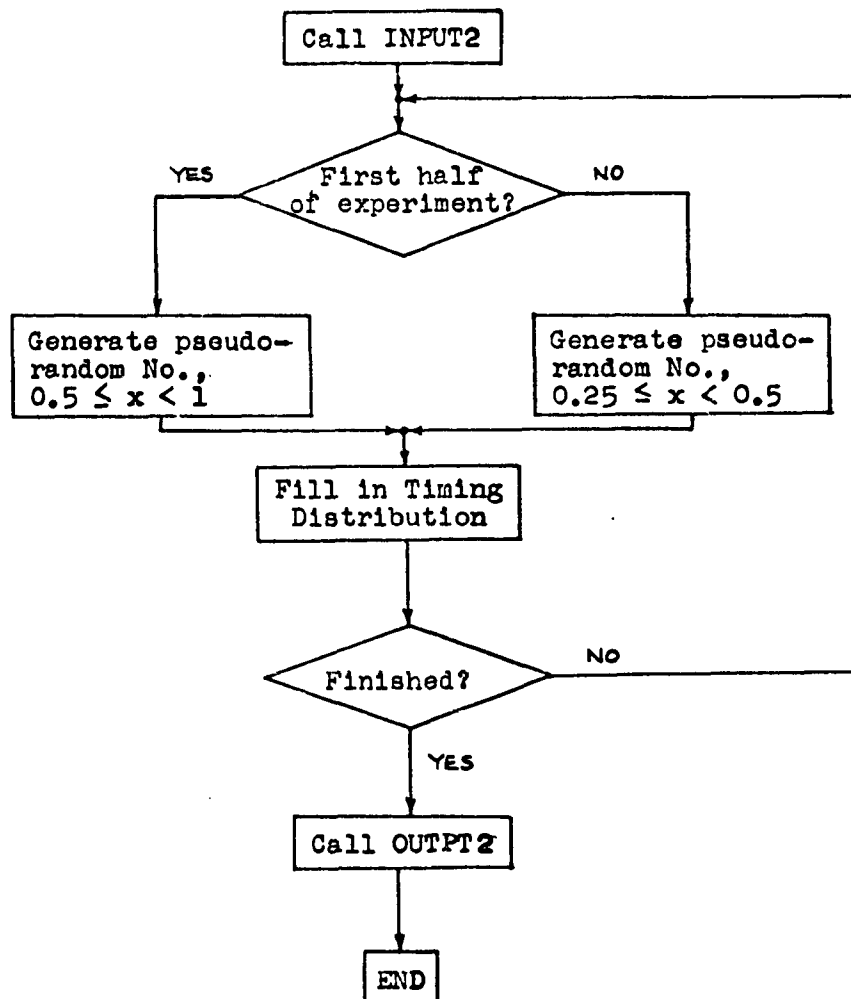 Call INPUT2
First half
of experiment?
YES
NO
Generate pseudo-
random No.,
0.5 ≤ x < 1
Generate pseudo-
random No.,
0.25 ≤ x < 0.5
Fill in Timing
Distribution
Finished?
NO
YES
Call OUTPT2
END